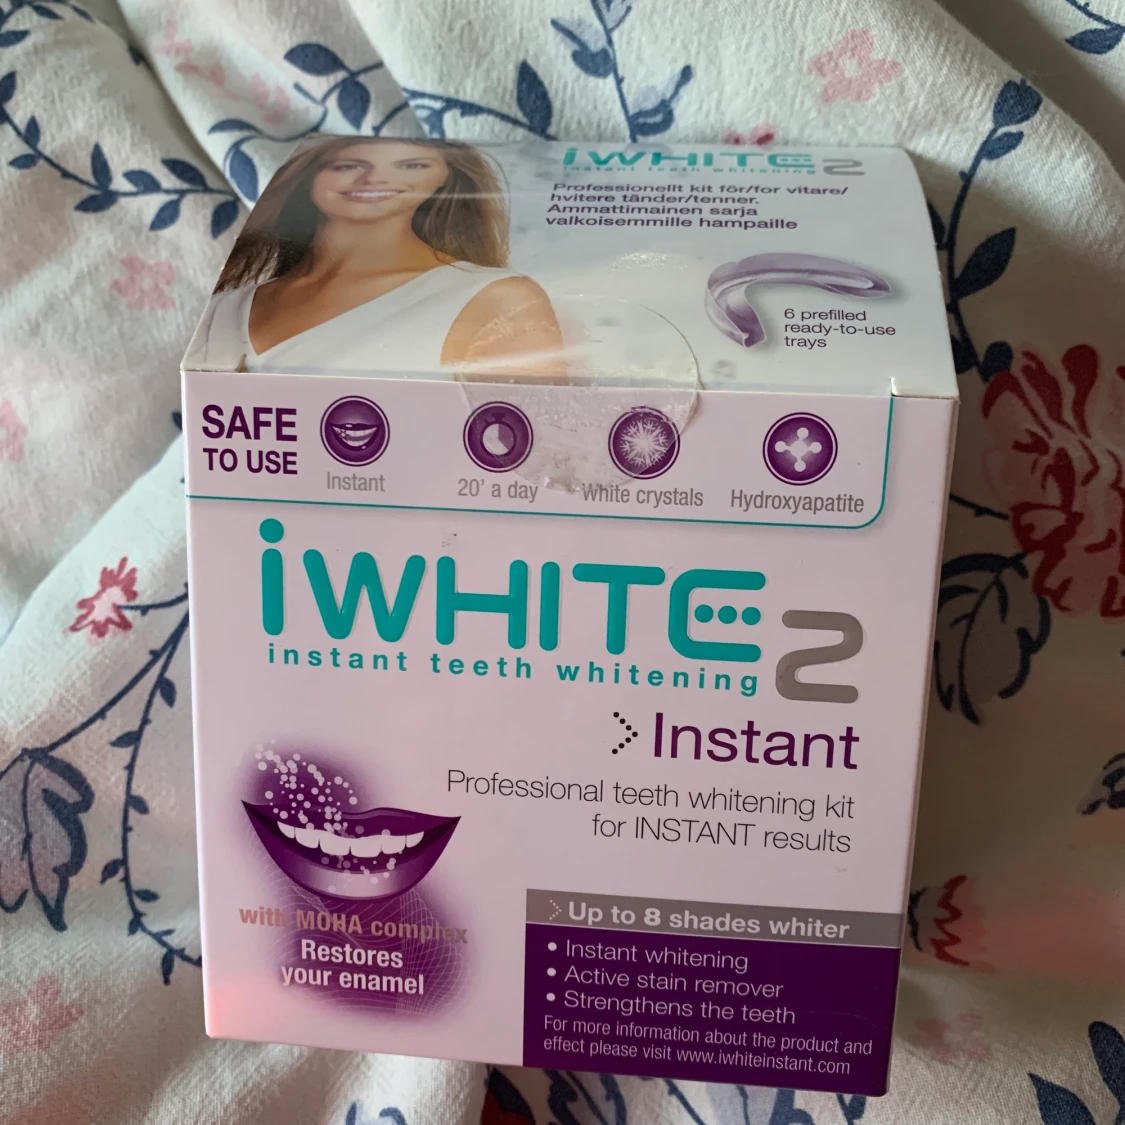 iWHITE 2
instant teeth whitening
Professionellt kit för/for vitare/
hvitere tänder/tenner.
Ammattimainen sarja
valkoisemmille hampaille
6 prefilled
ready-to-use
trays
SAFE
TO USE
Instant
20' a day
White crystals
Hydroxyapatite
iWHITE 2
instant teeth whitening
Instant
Professional teeth whitening kit
for INSTANT results
with MOHA complex
Restores
your enamel
Up to 8 shades whiter
• Instant whitening
• Active stain remover
• Strengthens the teeth
For more information about the product and
effect please visit www.iwhiteinstant.com